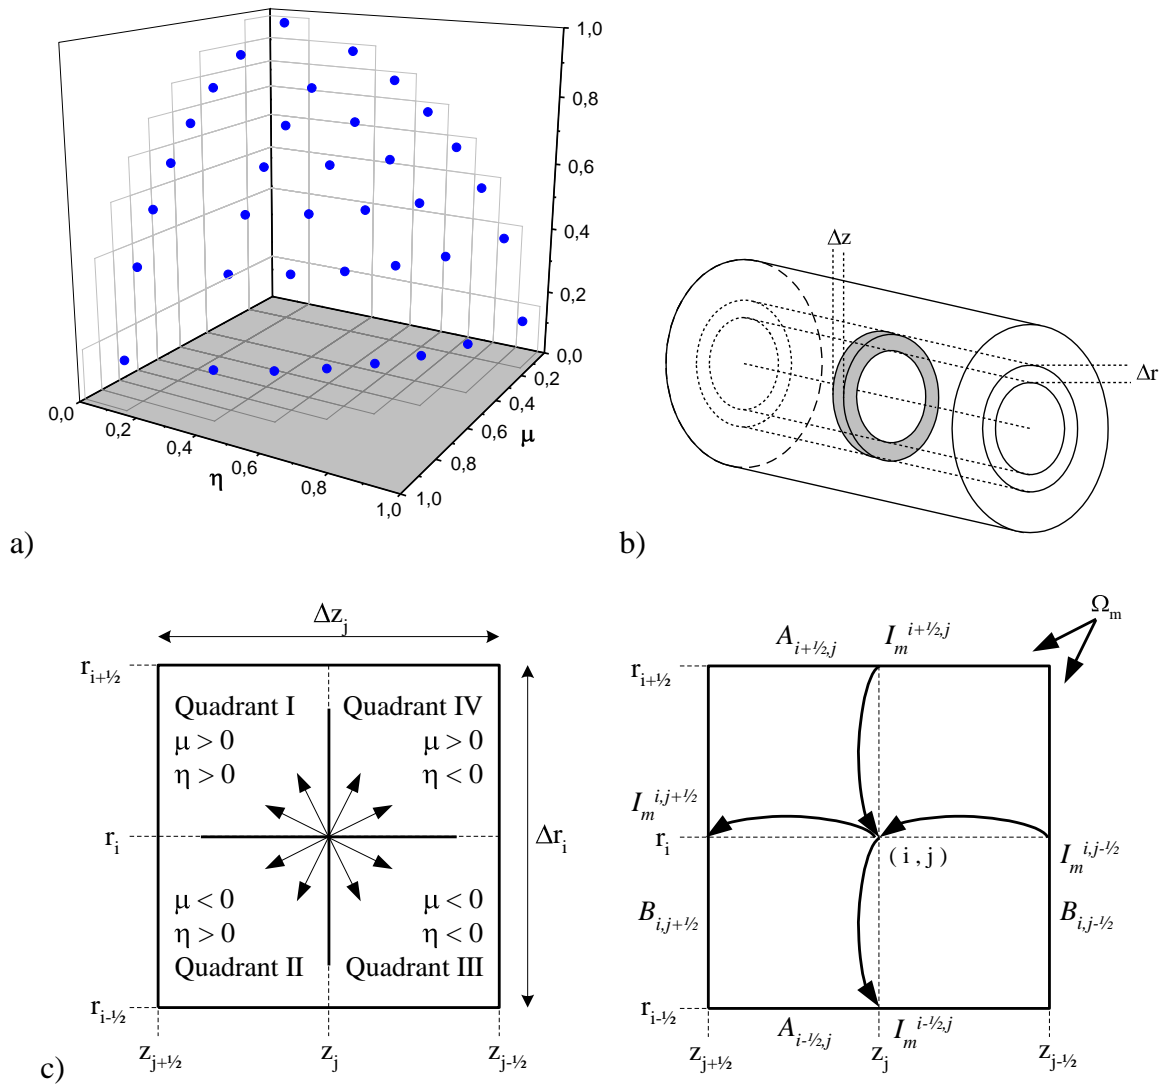 1,0
0,8
0,6
0,4
0,2
0,0
0,0
0,2
0,4
0,6
0,8
1,0
η
0,2
0,4
0,6
0,8
1,0
μ
a)
Δz
Δr
b)
Δz_j
r_{i+½}
Quadrant I
μ > 0
η > 0
Quadrant IV
μ > 0
η < 0
r_i
Δr_i
μ < 0
η > 0
Quadrant II
μ < 0
η < 0
Quadrant III
r_{i-½}
z_{j+½}
z_j
z_{j-½}
c)
Ω_m
A_{i+½,j}
I_m^{i+½,j}
r_{i+½}
I_m^{i,j+½}
r_i
( i , j )
I_m^{i,j-½}
B_{i,j+½}
B_{i,j-½}
r_{i-½}
A_{i-½,j}
I_m^{i-½,j}
z_{j+½}
z_j
z_{j-½}